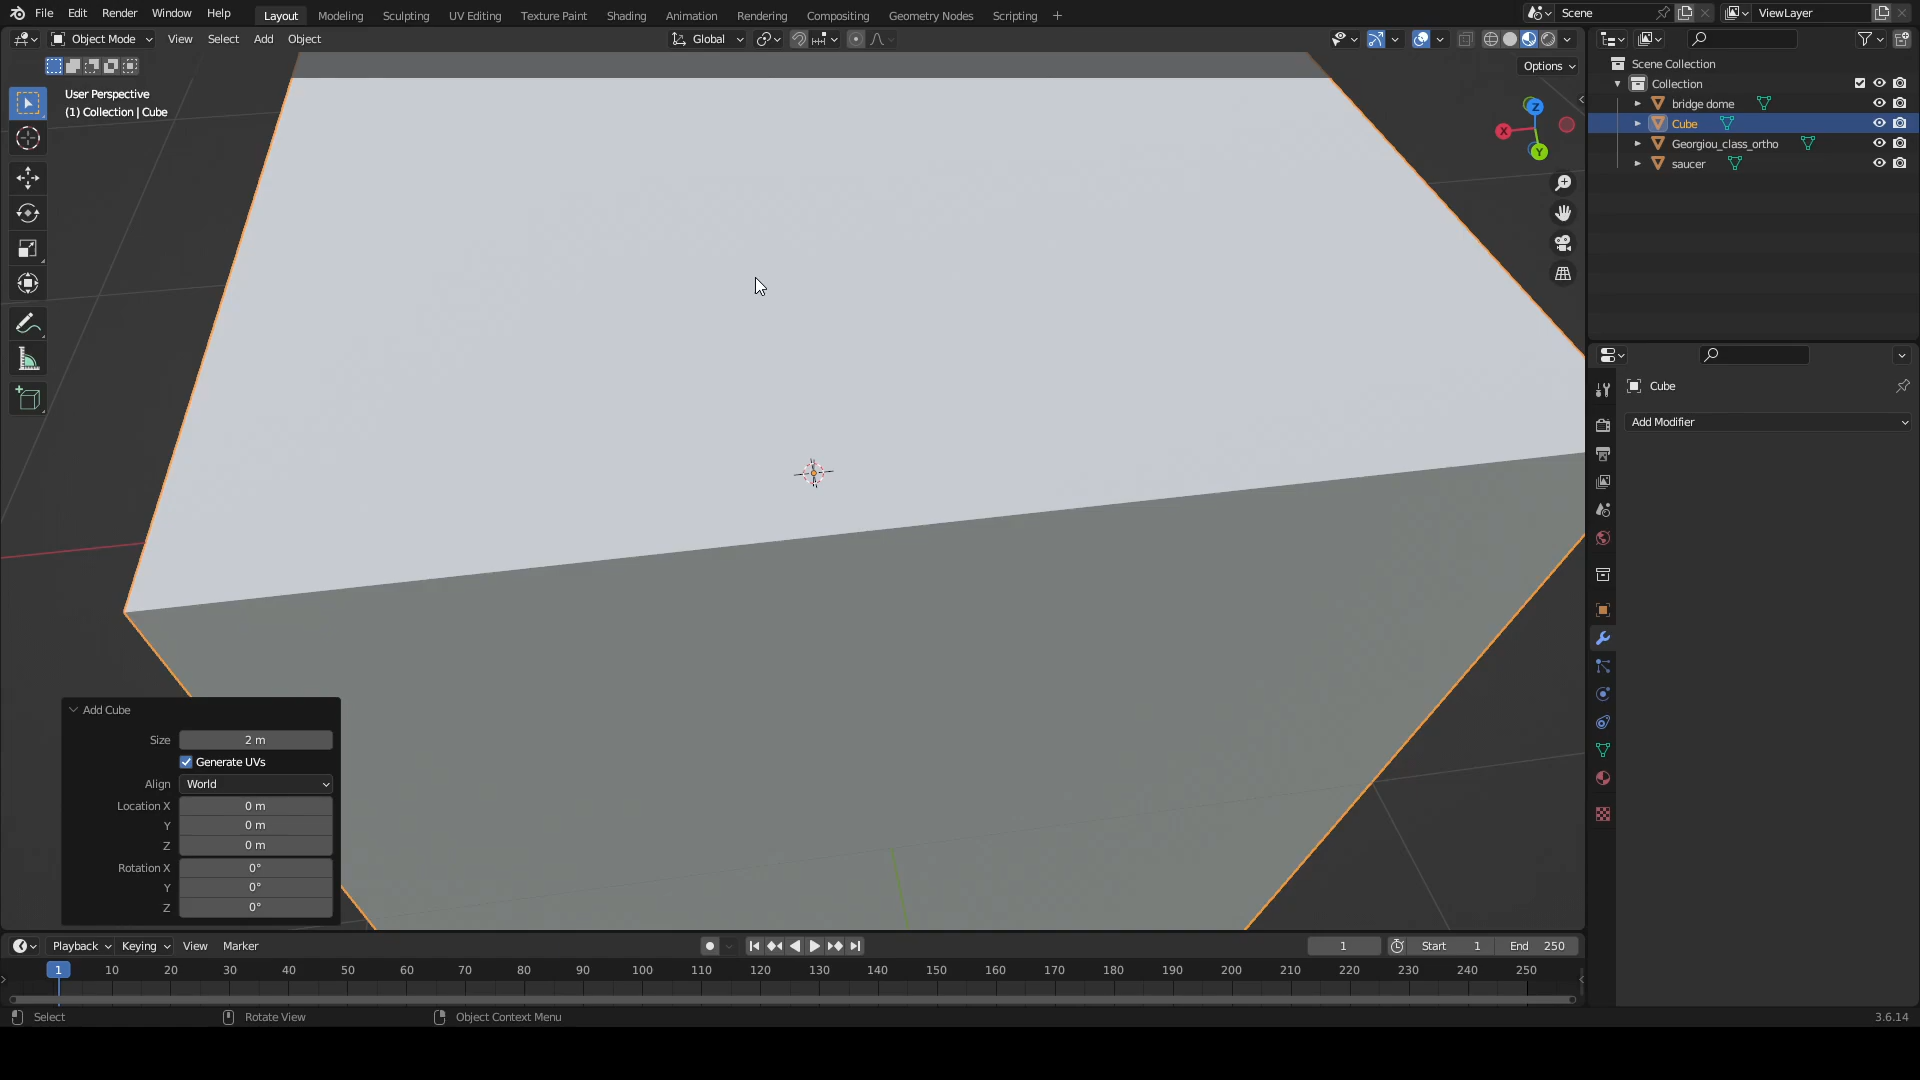 File Edit Render Window Help Layout Modeling Sculpting UV Editing Texture Paint Shading Animation Rendering Compositing Geometry Nodes Scripting + Scene ViewLayer
Object Mode View Select Add Object Global
Options
User Perspective
(1) Collection | Cube
X
Y
Z
Scene Collection
Collection
bridge dome
Cube
Georgiou_class_ortho
saucer
Cube
Add Modifier
Add Cube
Size 2 m
Generate UVs
Align World
Location X 0 m
Y 0 m
Z 0 m
Rotation X 0°
Y 0°
Z 0°
Playback Keying View Marker 1 Start 1 End 250
1 10 20 30 40 50 60 70 80 90 100 110 120 130 140 150 160 170 180 190 200 210 220 230 240 250
Select Rotate View Object Context Menu 3.6.14